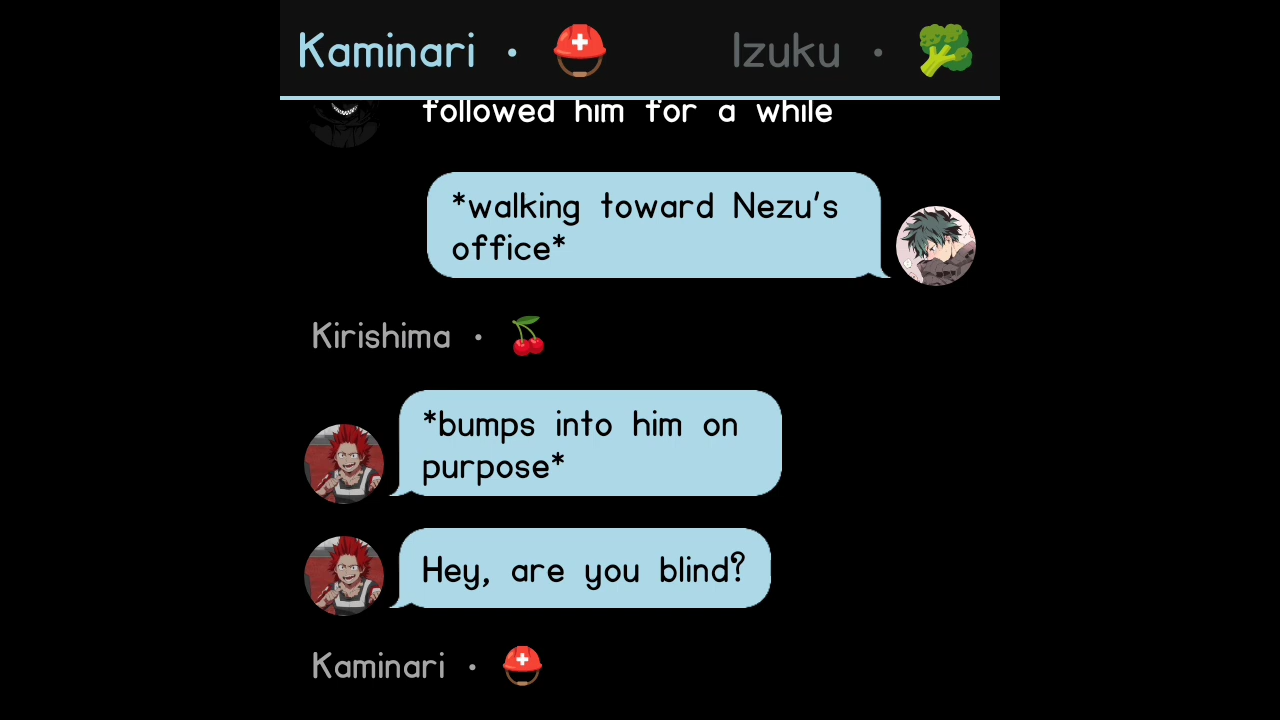 Kaminari • Izuku •
followed him for a while
*walking toward Nezu's
office*
Kirishima •
*bumps into him on
purpose*
Hey, are you blind?
Kaminari •